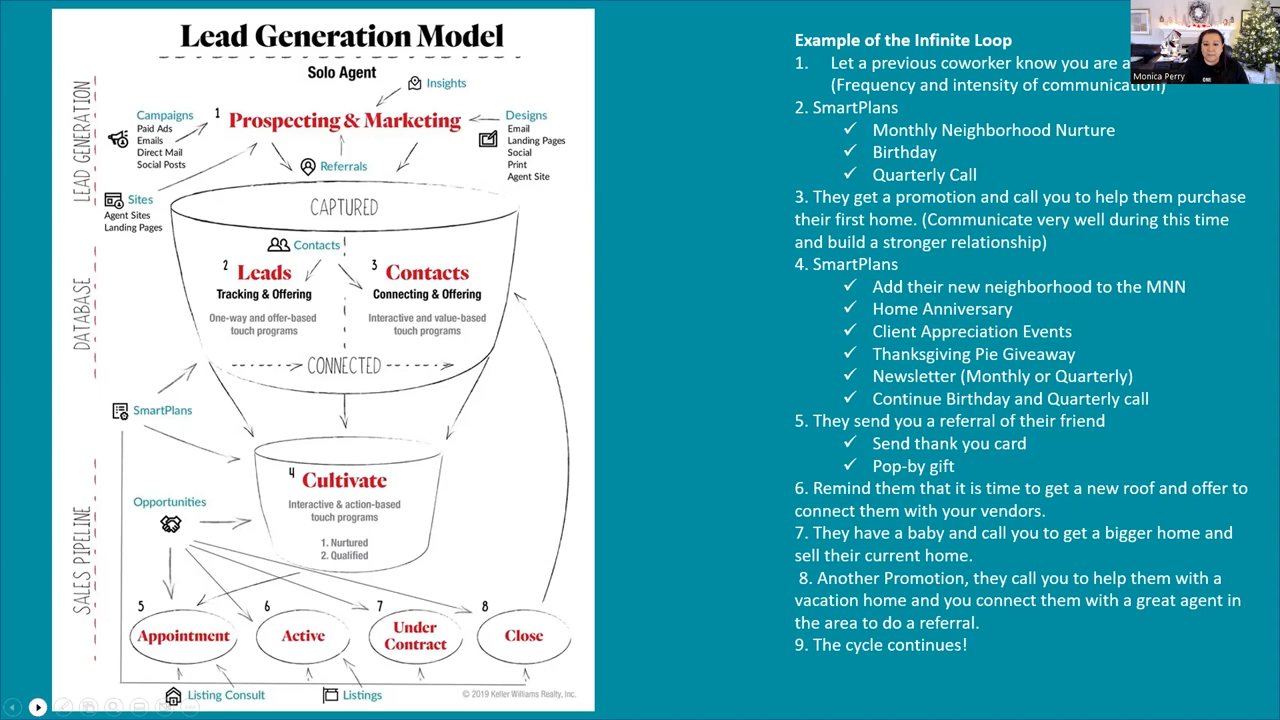 Lead Generation Model
Solo Agent
Insights
Campaigns
Paid Ads
Emails
Direct Mail
Social Posts
1 Prospecting & Marketing
Designs
Email
Landing Pages
Social
Print
Agent Site
Referrals
Sites
Agent Sites
Landing Pages
LEAD GENERATION
CAPTURED
Contacts
2 Leads
Tracking & Offering
One-way and offer-based
touch programs
3 Contacts
Connecting & Offering
Interactive and value-based
touch programs
DATABASE
CONNECTED
SmartPlans
4 Cultivate
Interactive & action-based
touch programs
1. Nurtured
2. Qualified
Opportunities
SALES PIPELINE
5 Appointment
6 Active
7 Under
Contract
8 Close
Listing Consult
Listings
© 2019 Keller Williams Realty, Inc.
Example of the Infinite Loop
1. Let a previous coworker know you are a
(Frequency and intensity of communication)
2. SmartPlans
✓ Monthly Neighborhood Nurture
✓ Birthday
✓ Quarterly Call
3. They get a promotion and call you to help them purchase
their first home. (Communicate very well during this time
and build a stronger relationship)
4. SmartPlans
✓ Add their new neighborhood to the MNN
✓ Home Anniversary
✓ Client Appreciation Events
✓ Thanksgiving Pie Giveaway
✓ Newsletter (Monthly or Quarterly)
✓ Continue Birthday and Quarterly call
5. They send you a referral of their friend
✓ Send thank you card
✓ Pop-by gift
6. Remind them that it is time to get a new roof and offer to
connect them with your vendors.
7. They have a baby and call you to get a bigger home and
sell their current home.
8. Another Promotion, they call you to help them with a
vacation home and you connect them with a great agent in
the area to do a referral.
9. The cycle continues!
Monica Perry